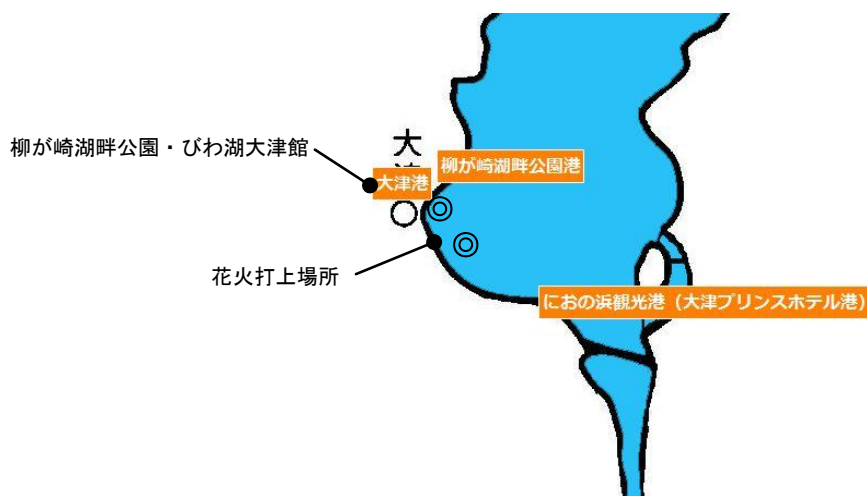 大
柳が崎湖畔公園・びわ湖大津館
柳が崎湖畔公園港
大津港
花火打上場所
におの浜観光港（大津プリンスホテル港）